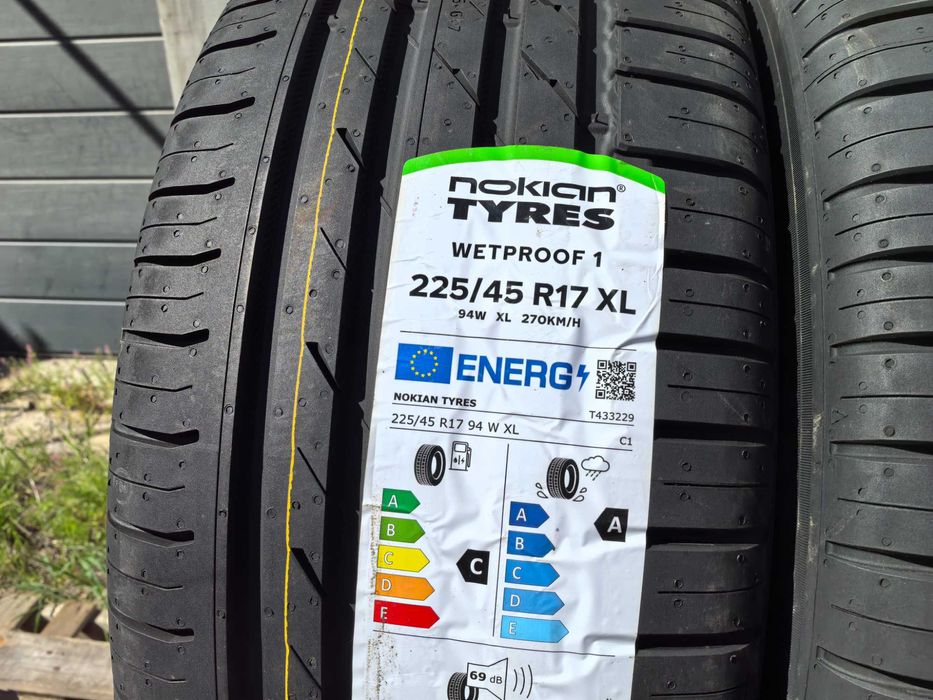 nokian®
TYRES
WETPROOF 1
225/45 R17 XL
94W XL 270KM/H
ENERG
NOKIAN TYRES
T433229
225/45 R17 94 W XL
C1
A
B
C
D
E
C
A
B
C
D
E
A
69 dB